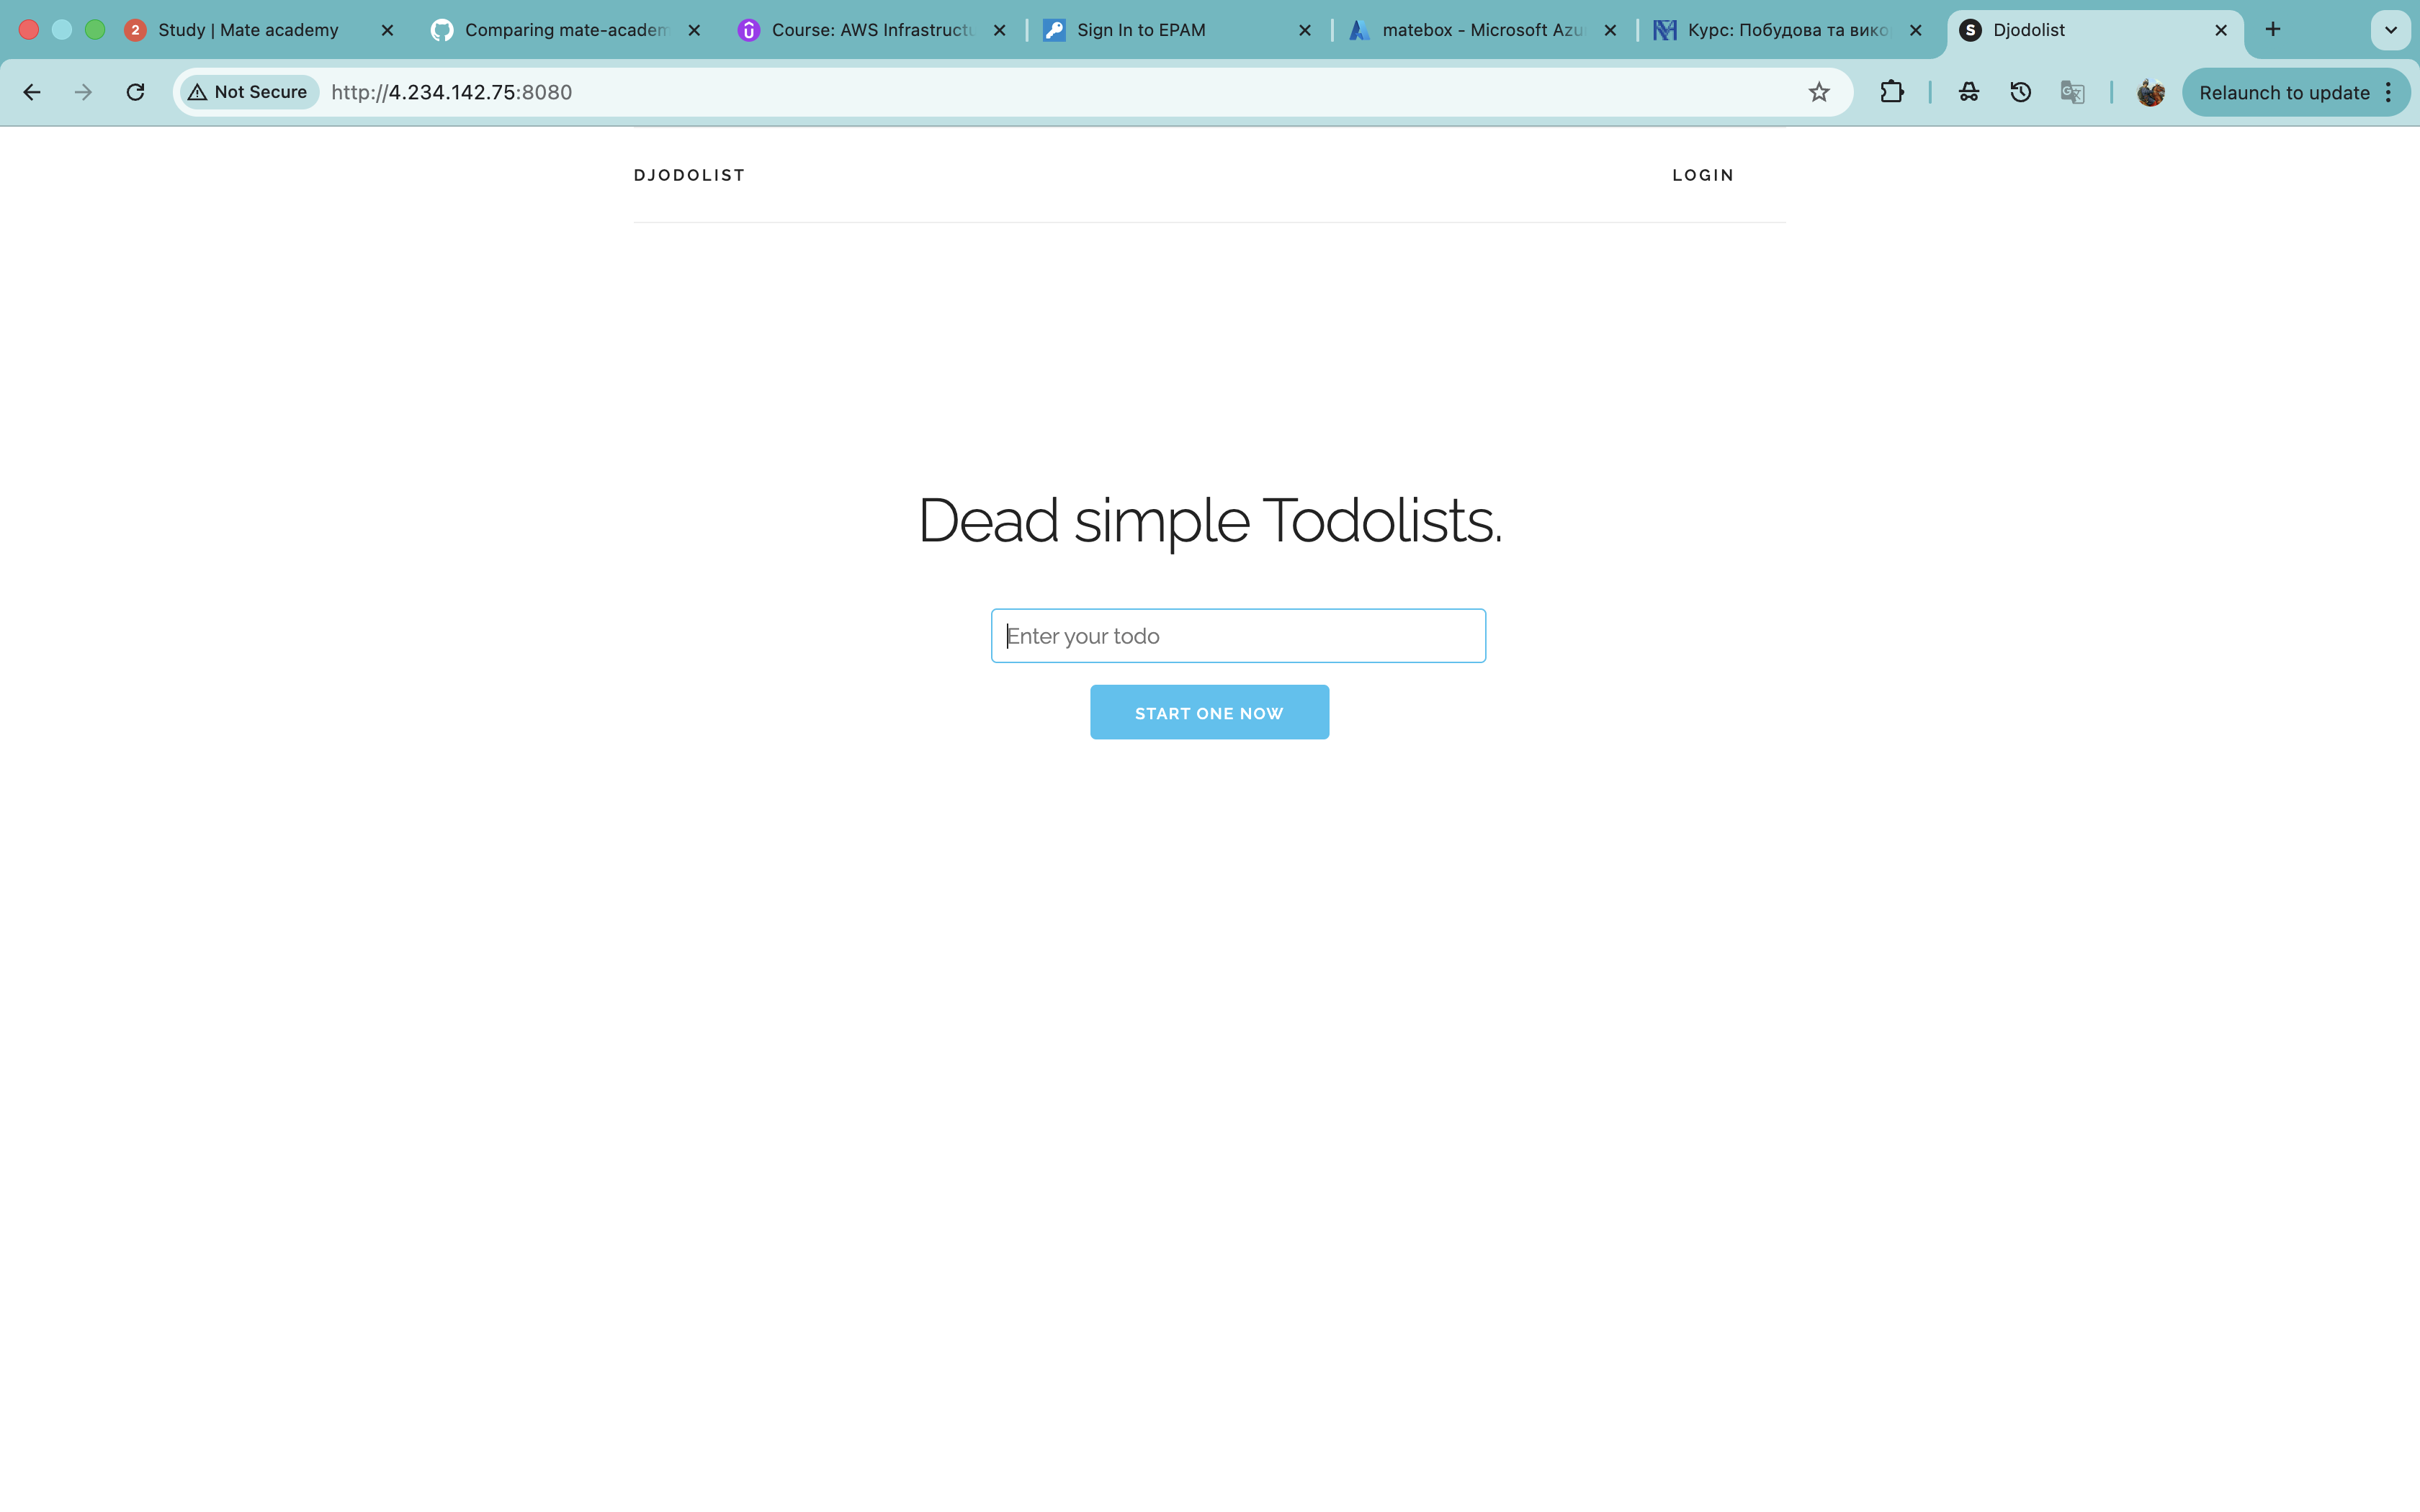 2 Study | Mate academy
Comparing mate-academ
Course: AWS Infrastructu
Sign In to EPAM
matebox - Microsoft Azu
Курс: Побудова та вико
S Djodolist
Not Secure http://4.234.142.75:8080
Relaunch to update
DJODOLIST
LOGIN
Dead simple Todolists.
Enter your todo
START ONE NOW